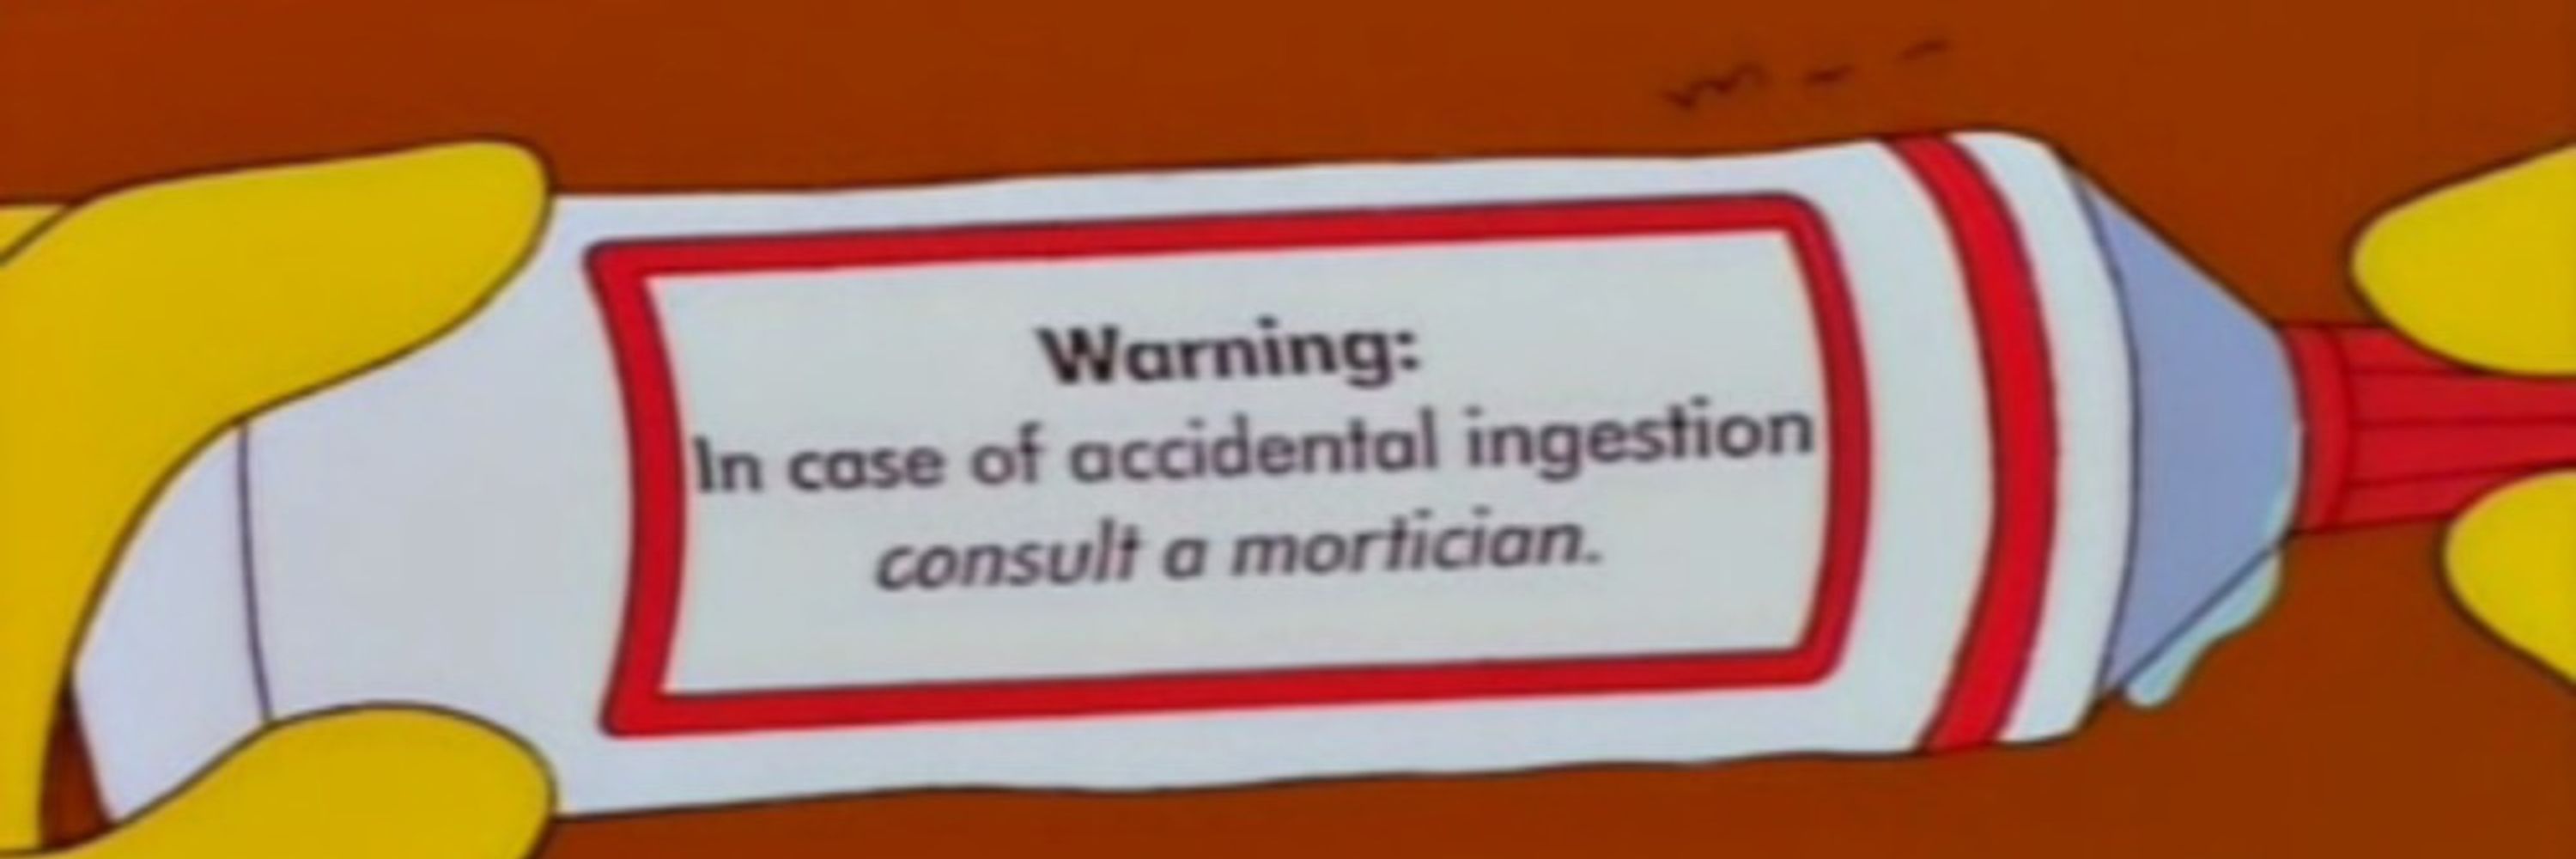 Warning:
In case of accidental ingestion
consult a mortician.